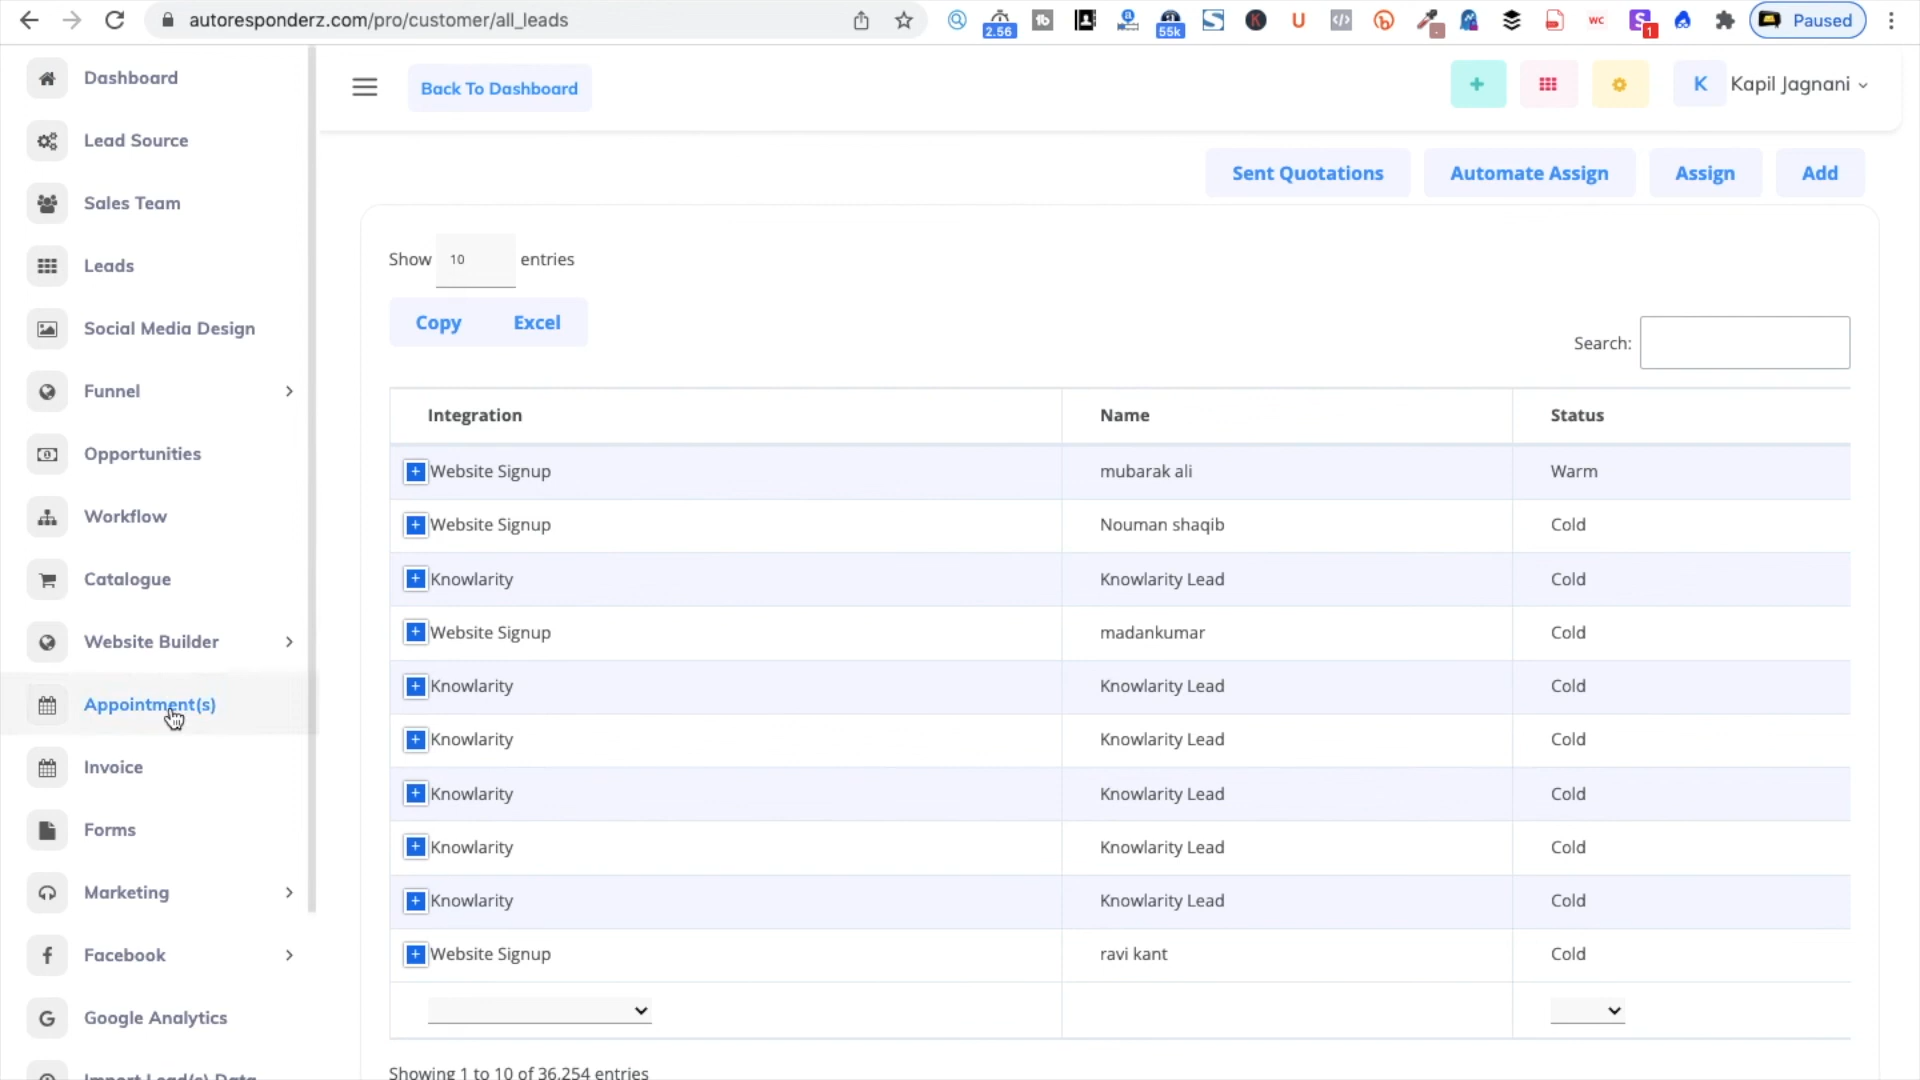 autoresponderz.com/pro/customer/all_leads
2.56
55k
WC
1
Paused
Dashboard
Lead Source
Sales Team
Leads
Social Media Design
Funnel
Opportunities
Workflow
Catalogue
Website Builder
Appointment(s)
Invoice
Forms
Marketing
Facebook
Google Analytics
Import Lead(s) Data
Back To Dashboard
K
Kapil Jagnani
Sent Quotations
Automate Assign
Assign
Add
Show 10 entries
Copy
Excel
Search:
Integration Name Status
Website Signup mubarak ali Warm
Website Signup Nouman shaqib Cold
Knowlarity Knowlarity Lead Cold
Website Signup madankumar Cold
Knowlarity Knowlarity Lead Cold
Knowlarity Knowlarity Lead Cold
Knowlarity Knowlarity Lead Cold
Knowlarity Knowlarity Lead Cold
Knowlarity Knowlarity Lead Cold
Website Signup ravi kant Cold
Showing 1 to 10 of 36,254 entries